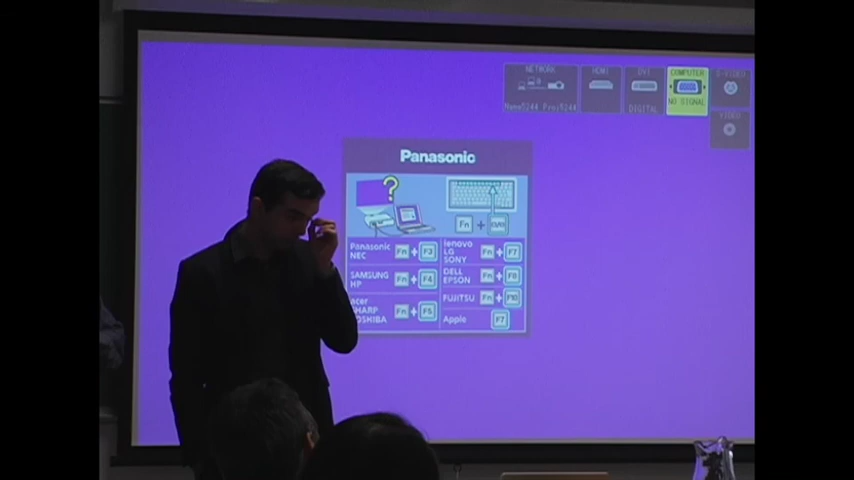 NETWORK
HDMI
DVI
COMPUTER
S-VIDEO
DIGITAL
NO SIGNAL
VIDEO
Panasonic
?
Fn +
Panasonic
NEC
Fn + F3
lenovo
LG
SONY
Fn + F7
SAMSUNG
HP
Fn + F4
DELL
EPSON
Fn + F8
acer
SHARP
TOSHIBA
Fn + F5
FUJITSU
Fn + F10
Apple
F7